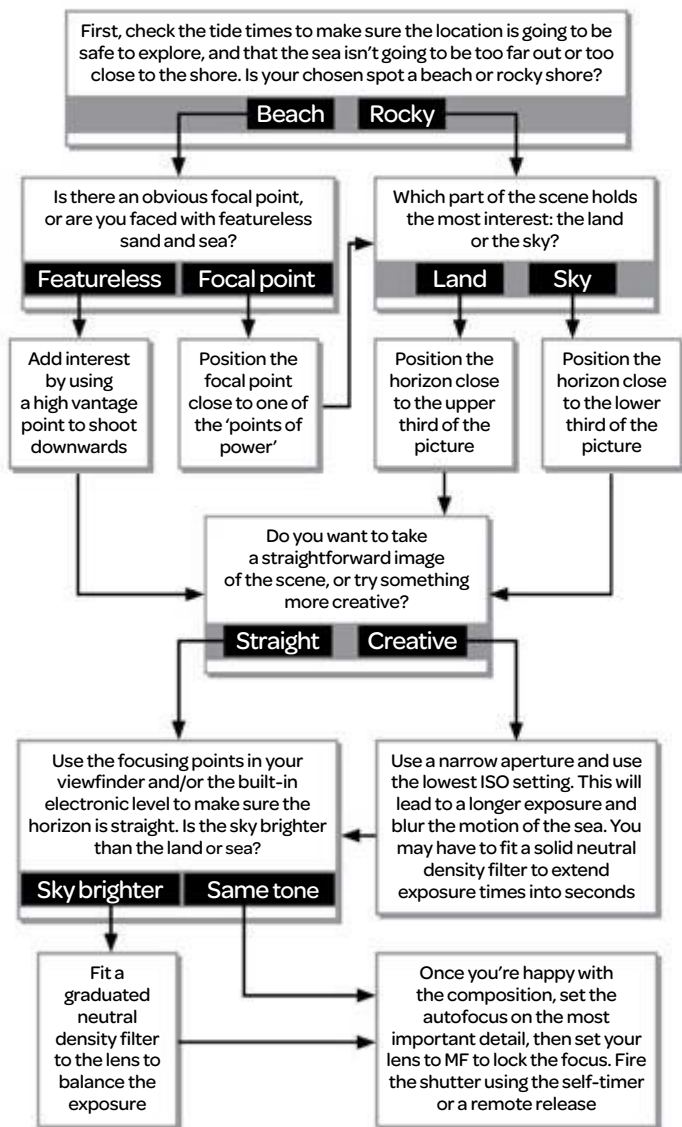 First, check the tide times to make sure the location is going to be
safe to explore, and that the sea isn't going to be too far out or too
close to the shore. Is your chosen spot a beach or rocky shore?
Beach
Rocky
Is there an obvious focal point,
or are you faced with featureless
sand and sea?
Featureless
Focal point
Which part of the scene holds
the most interest: the land
or the sky?
Land
Sky
Add interest
by using
a high vantage
point to shoot
downwards
Position the
focal point
close to one of
the 'points of
power'
Position the
horizon close
to the upper
third of the
picture
Position the
horizon close
to the lower
third of the
picture
Do you want to take
a straightforward image
of the scene, or try something
more creative?
Straight
Creative
Use the focusing points in your
viewfinder and/or the built-in
electronic level to make sure the
horizon is straight. Is the sky brighter
than the land or sea?
Sky brighter
Same tone
Use a narrow aperture and use
the lowest ISO setting. This will
lead to a longer exposure and
blur the motion of the sea. You
may have to fit a solid neutral
density filter to extend
exposure times into seconds
Fit a
graduated
neutral
density filter
to the lens to
balance the
exposure
Once you're happy with
the composition, set the
autofocus on the most
important detail, then set your
lens to MF to lock the focus. Fire
the shutter using the self-timer
or a remote release